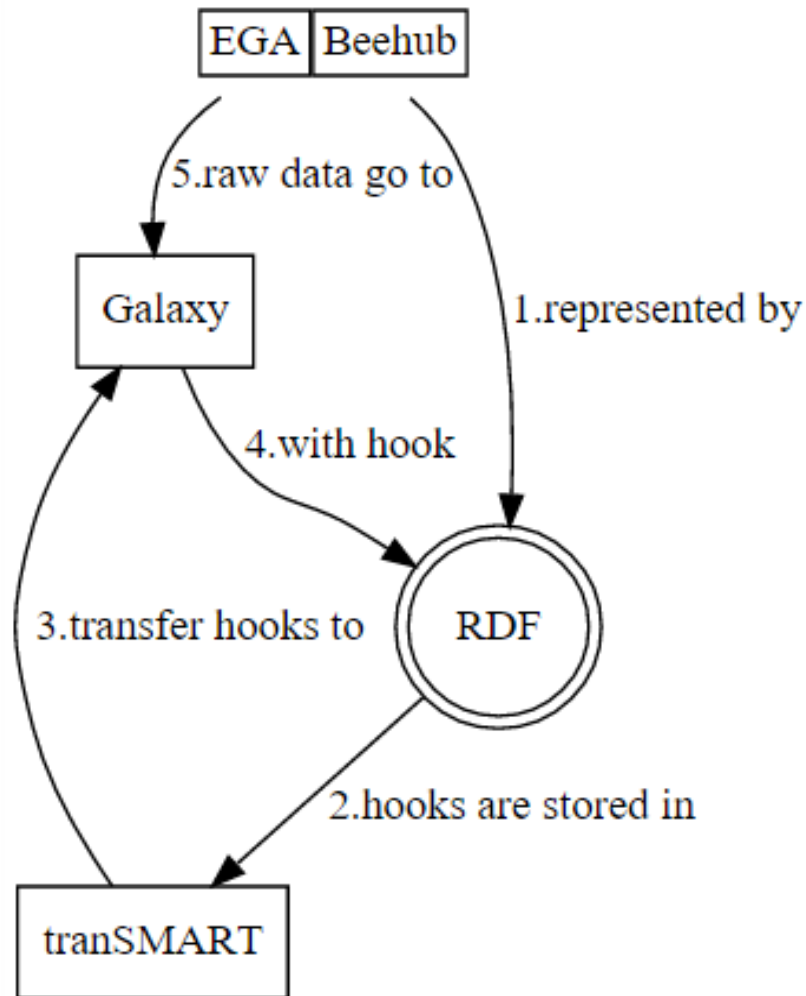 EGA Beehub
5.raw data go to
Galaxy
1.represented by
4.with hook
3.transfer hooks to
RDF
2.hooks are stored in
tranSMART